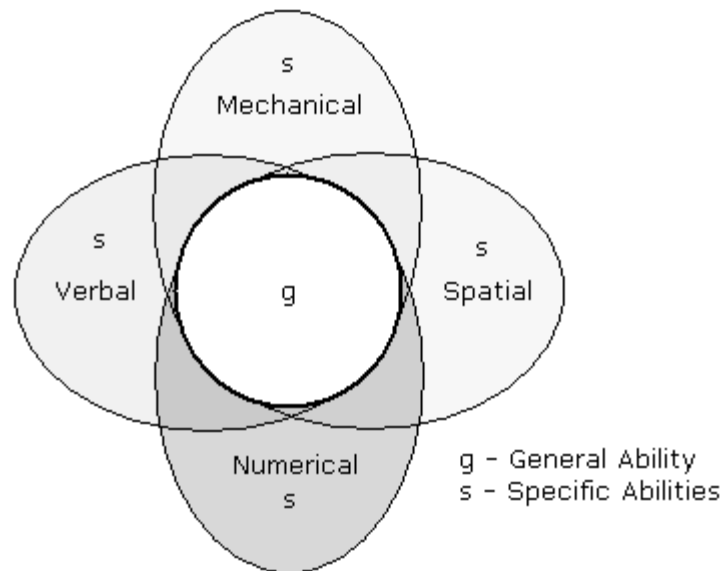 s
Mechanical
s
Verbal
g
s
Spatial
Numerical
s
g - General Ability
s - Specific Abilities